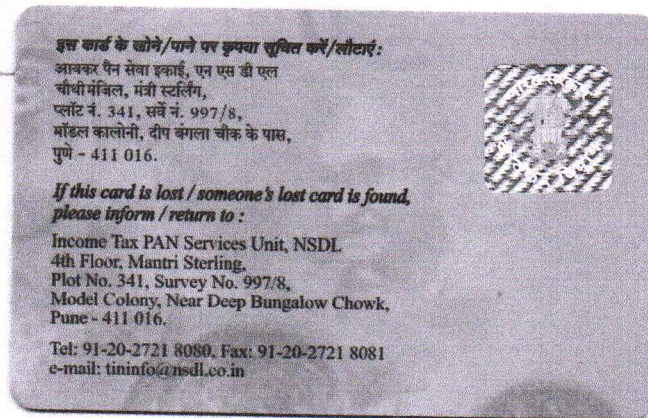 इस कार्ड के खोने/पाने पर कृपया सूचित करें/लौटाएं:
आयकर पैन सेवा इकाई, एन एस डी एल
चौथी मंजिल, मंत्री स्टर्लिंग,
प्लॉट नं. 341, सर्वे नं. 997/8,
मॉडल कालोनी, दीप बंगला चौक के पास,
पुणे - 411 016.
If this card is lost / someone's lost card is found,
please inform / return to :
Income Tax PAN Services Unit, NSDL
4th Floor, Mantri Sterling,
Plot No. 341, Survey No. 997/8,
Model Colony, Near Deep Bungalow Chowk,
Pune - 411 016.
Tel: 91-20-2721 8080, Fax: 91-20-2721 8081
e-mail: tininfo@nsdl.co.in